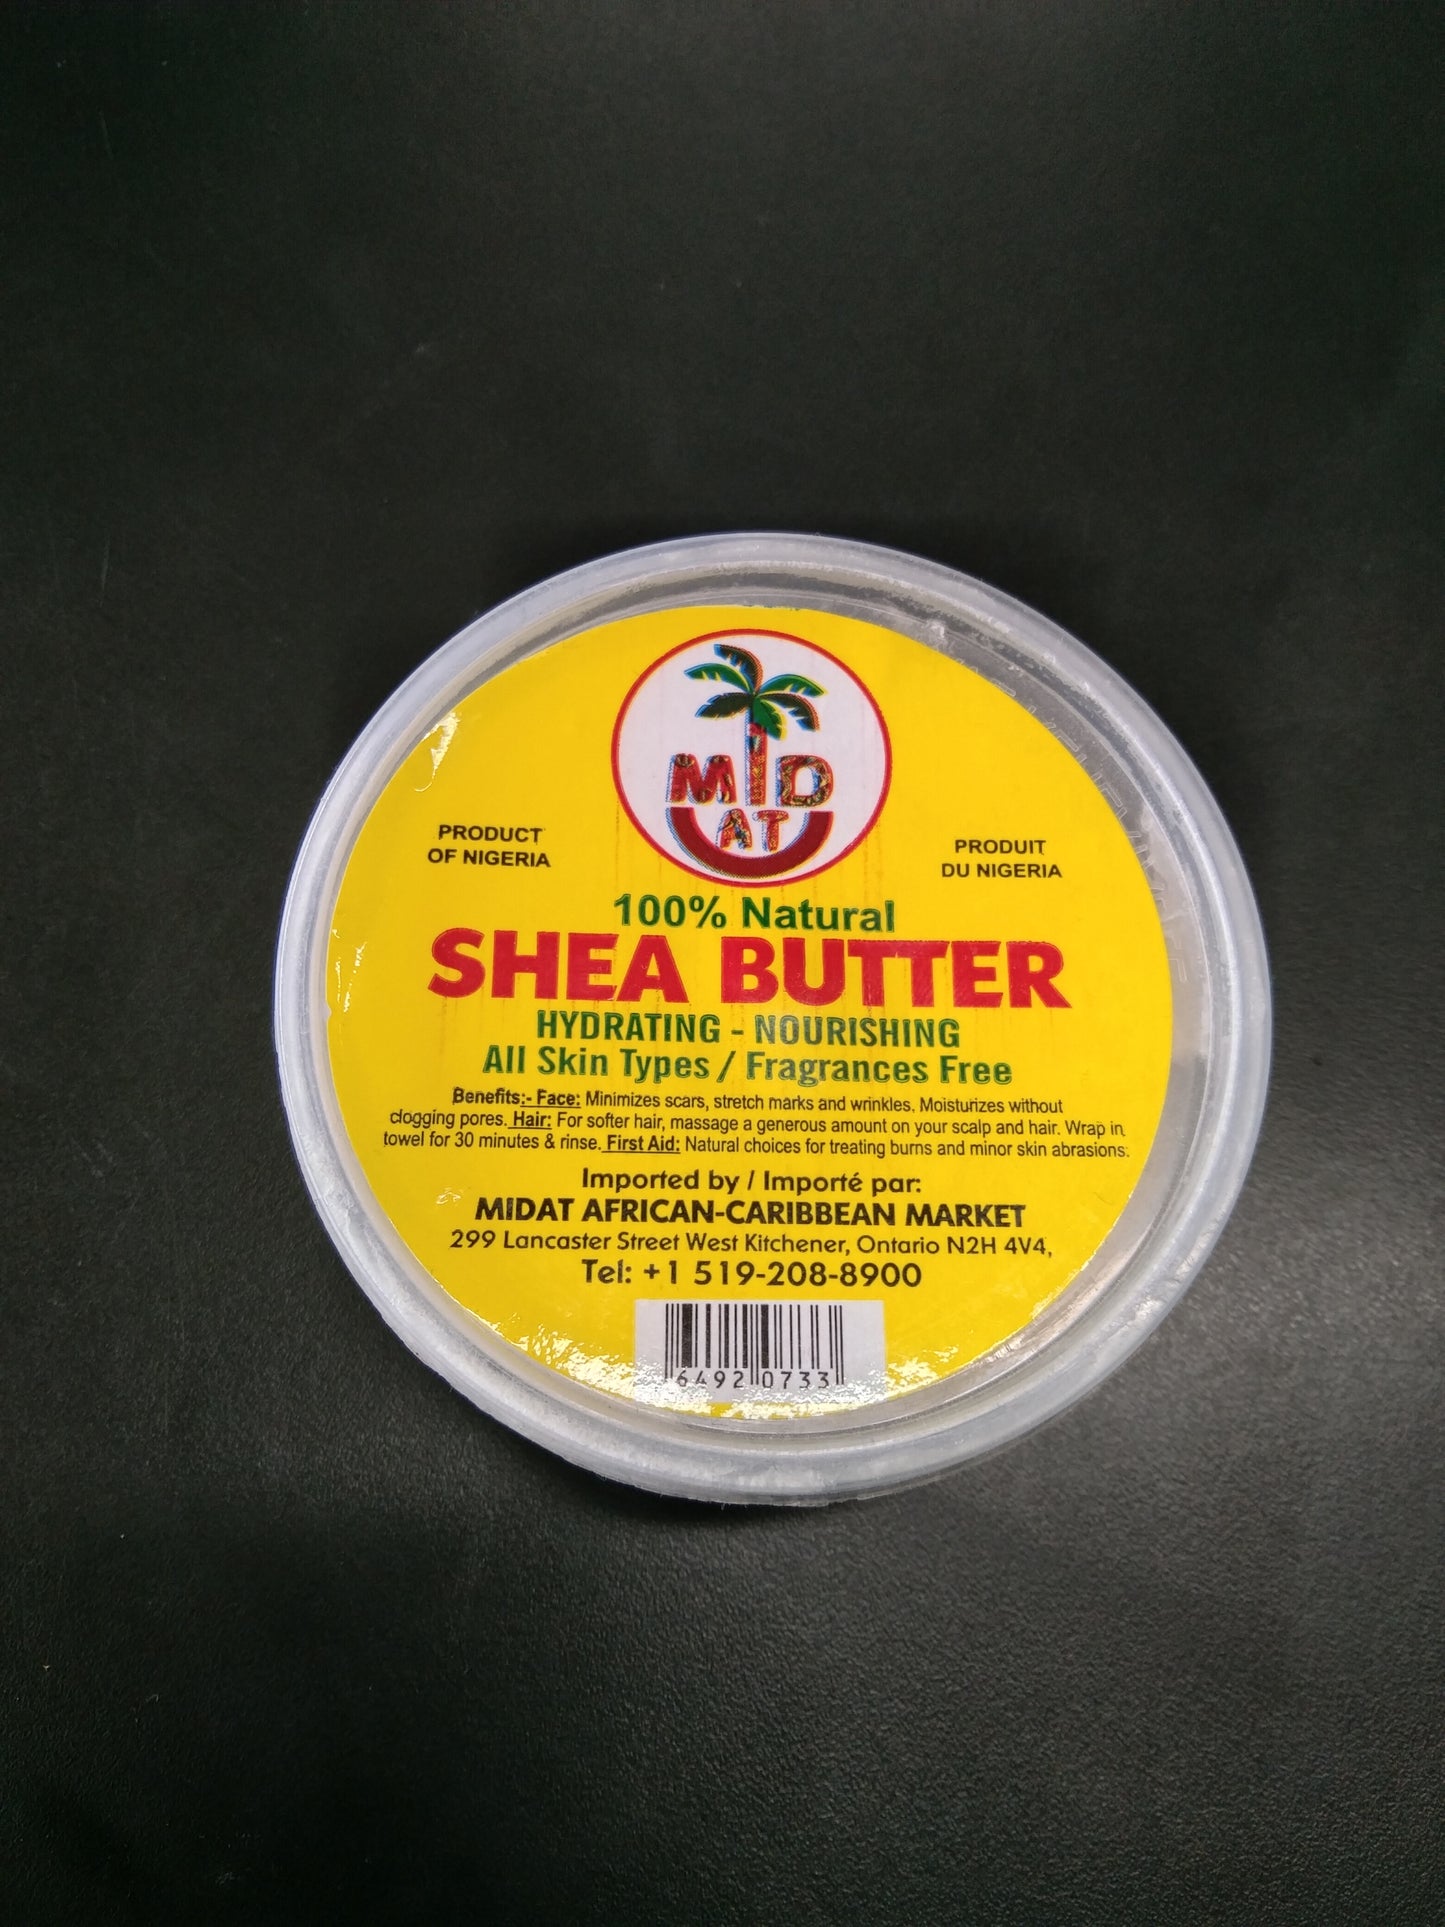 MID
AT
PRODUCT
OF NIGERIA
PRODUIT
DU NIGERIA
100% Natural
SHEA BUTTER
HYDRATING - NOURISHING
All Skin Types / Fragrances Free
Benefits:- Face: Minimizes scars, stretch marks and wrinkles. Moisturizes without
clogging pores. Hair: For softer hair, massage a generous amount on your scalp and hair. Wrap in
towel for 30 minutes & rinse. First Aid: Natural choices for treating burns and minor skin abrasions.
Imported by / Importé par:
MIDAT AFRICAN-CARIBBEAN MARKET
299 Lancaster Street West Kitchener, Ontario N2H 4V4,
Tel: +1 519-208-8900
6492 0733